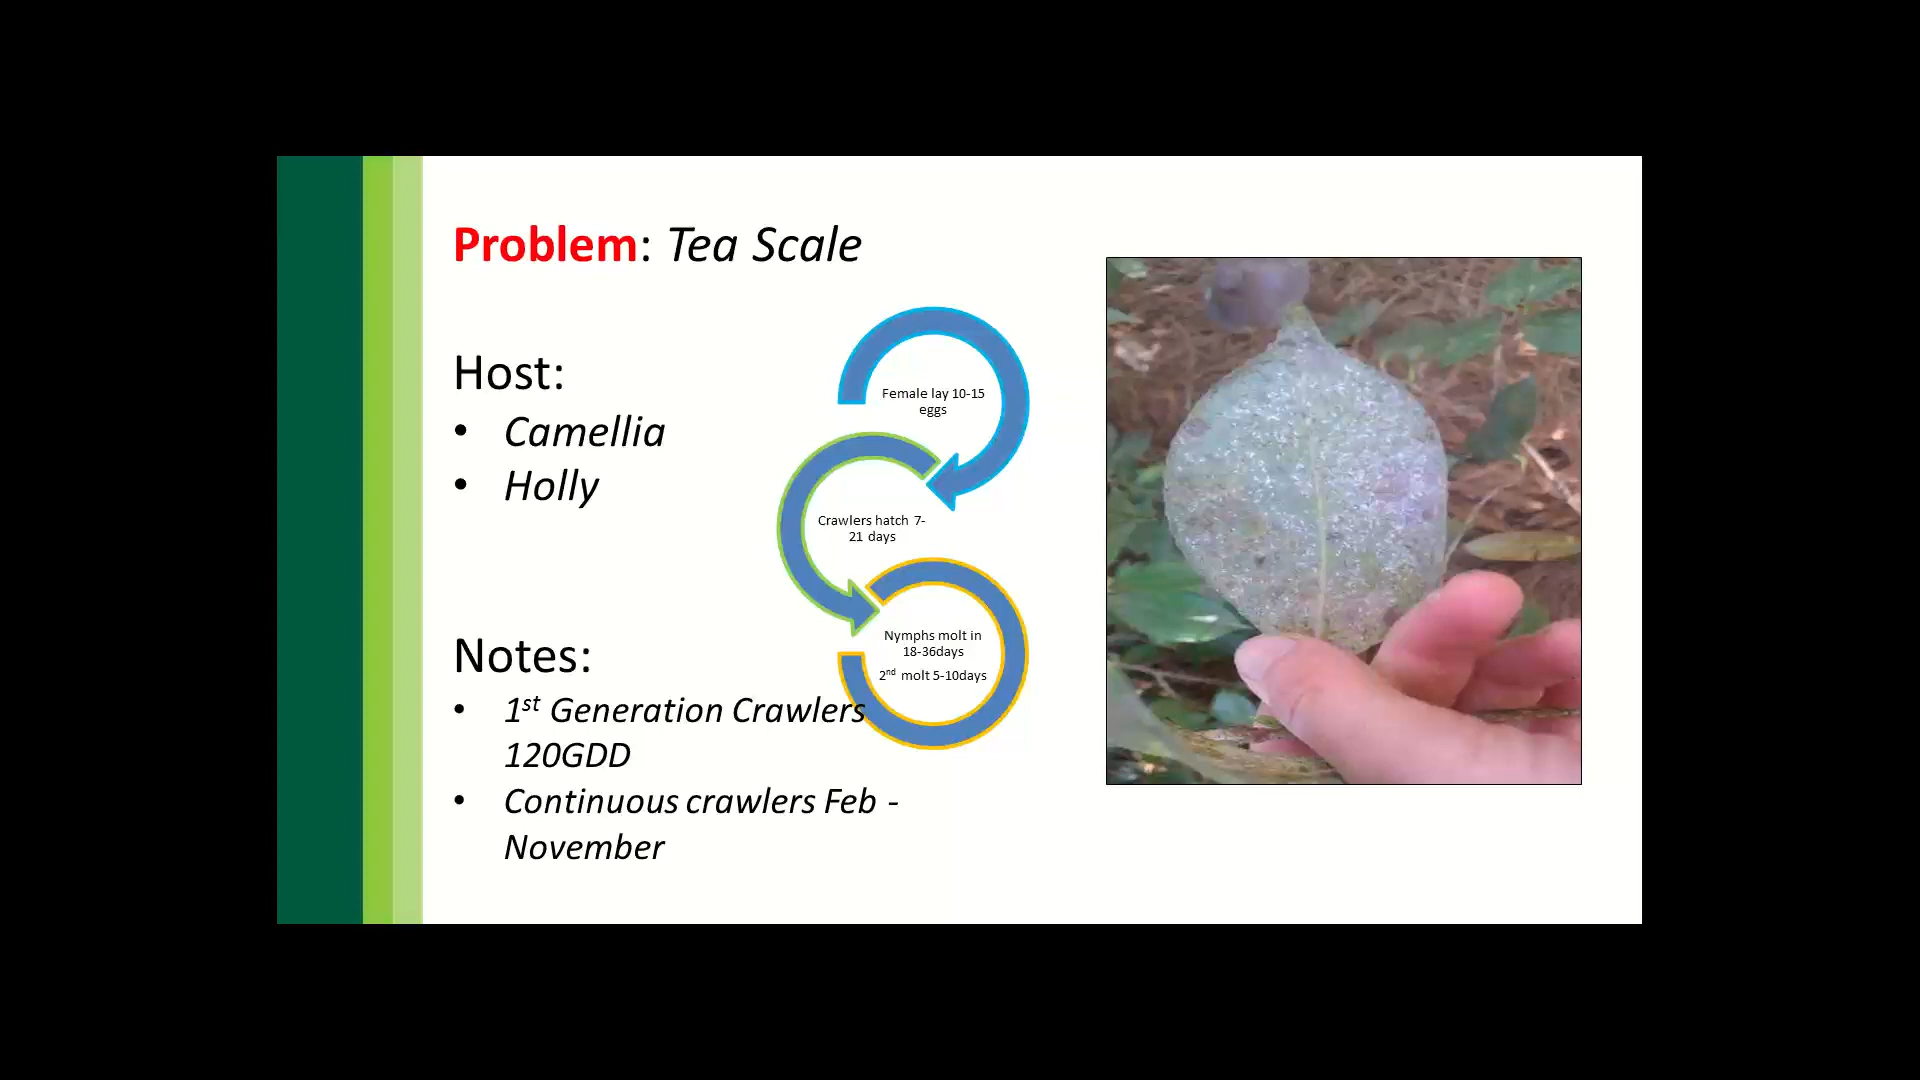 Problem: Tea Scale
Host:
• Camellia
• Holly
Female lay 10-15
eggs
Crawlers hatch 7-
21 days
Nymphs molt in
18-36days
2nd molt 5-10days
Notes:
• 1st Generation Crawlers
120GDD
• Continuous crawlers Feb -
November